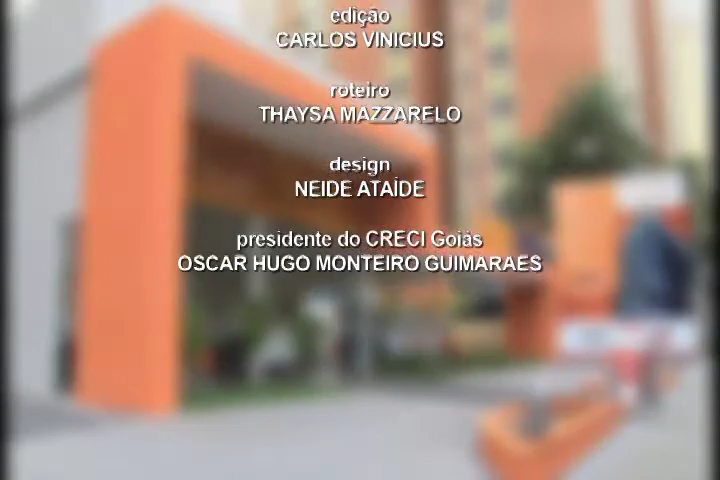 edição
CARLOS VINICIUS
roteiro
THAYSA MAZZARELO
design
NEIDE ATAÍDE
presidente do CRECI Goiás
OSCAR HUGO MONTEIRO GUIMARAES